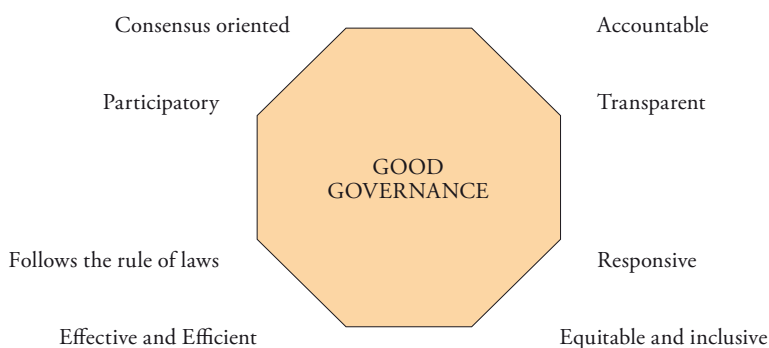 Consensus oriented
Accountable
Participatory
Transparent
GOOD
GOVERNANCE
Follows the rule of laws
Responsive
Effective and Efficient
Equitable and inclusive